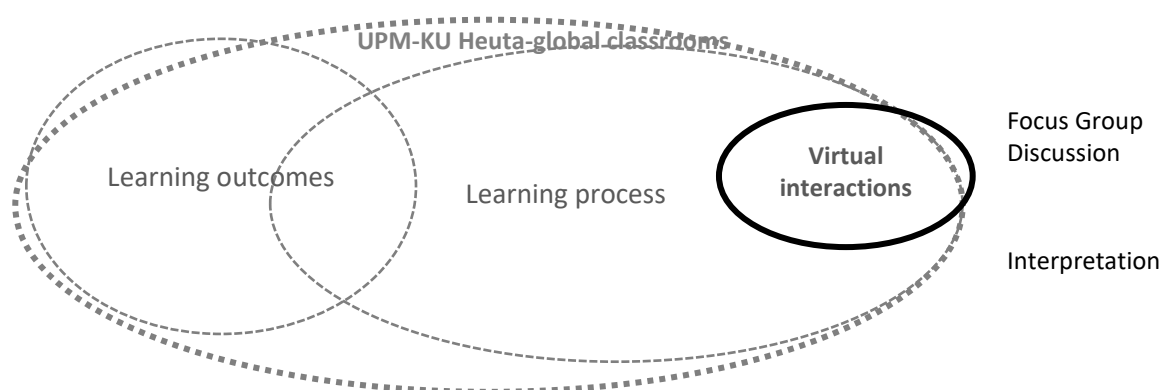 UPM-KU Heuta-global classrooms
Learning outcomes
Learning process
Virtual
interactions
Focus Group
Discussion
Interpretation